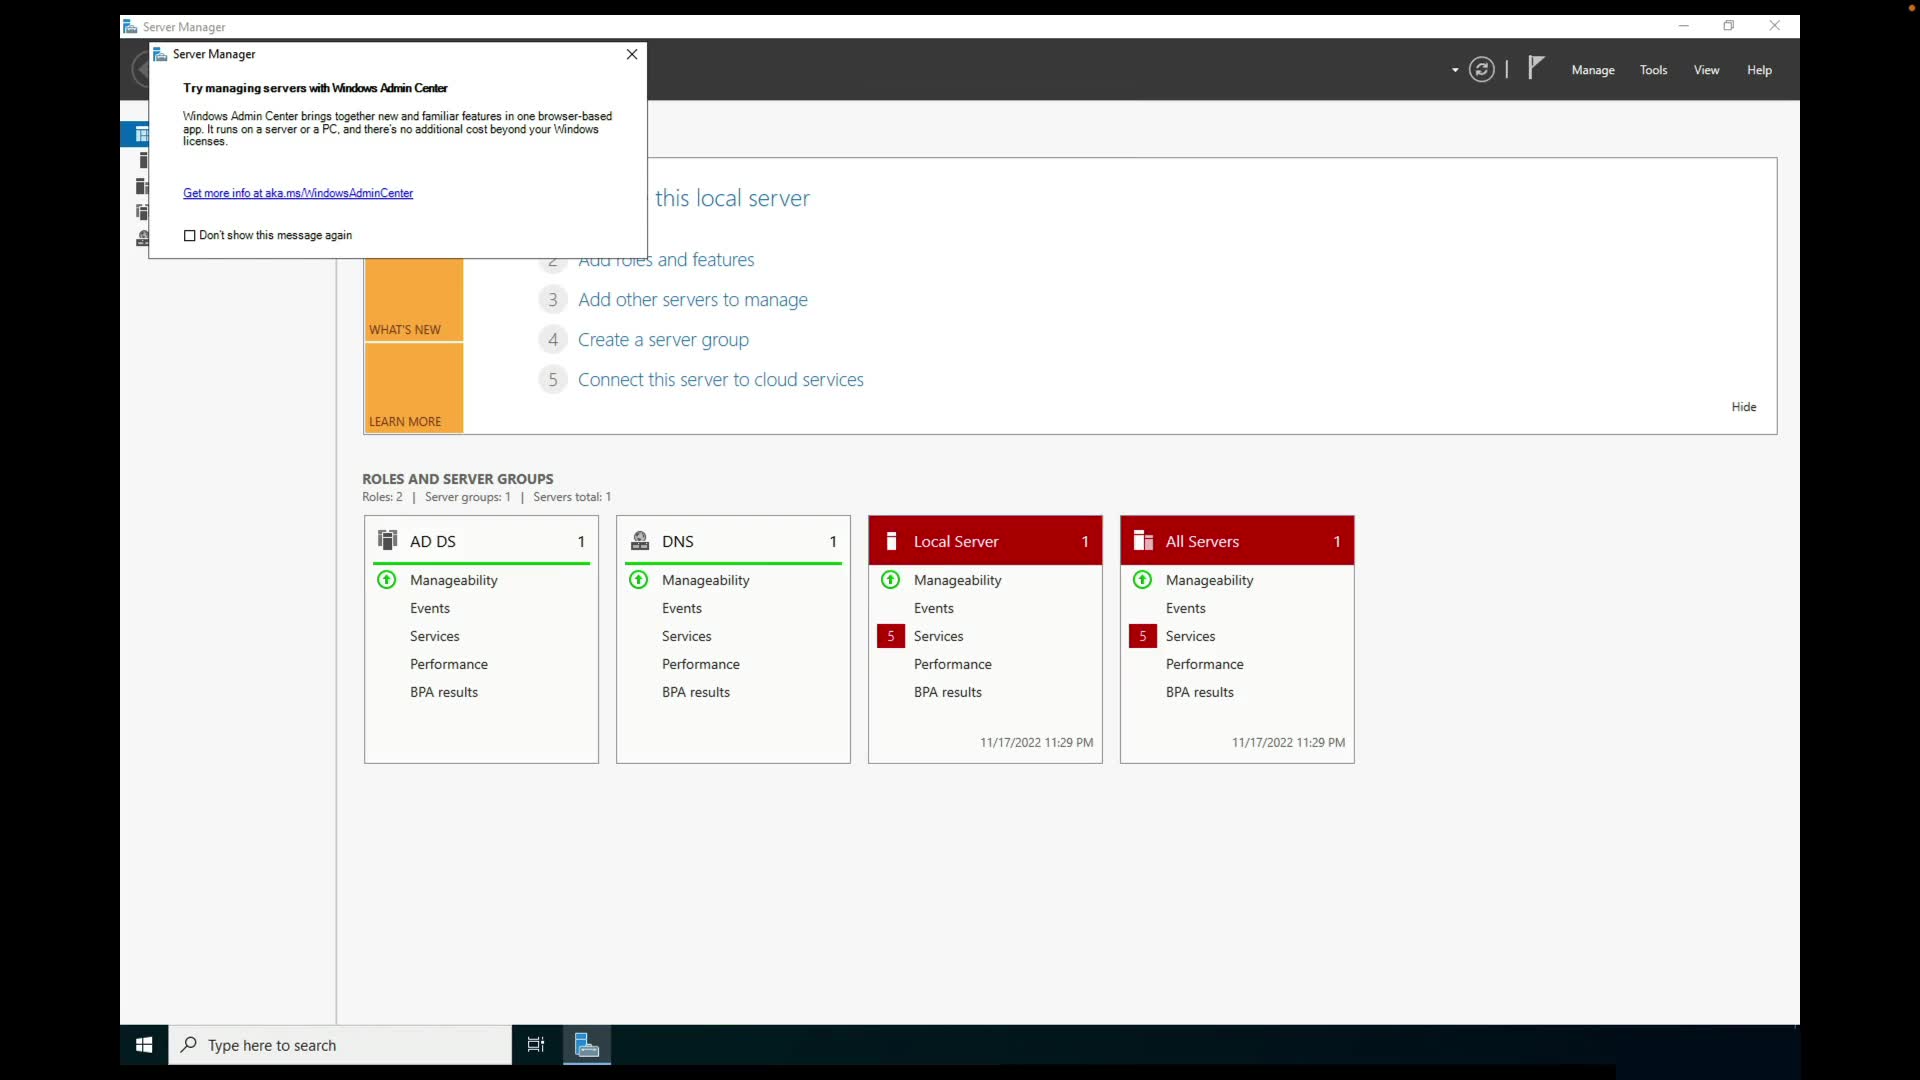 Server Manager
Server Manager
Try managing servers with Windows Admin Center
Windows Admin Center brings together new and familiar features in one browser-based
app. It runs on a server or a PC, and there's no additional cost beyond your Windows
licenses.
Get more info at aka.ms/WindowsAdminCenter
Don't show this message again
Manage Tools View Help
this local server
2 Add roles and features
3 Add other servers to manage
4 Create a server group
5 Connect this server to cloud services
WHAT'S NEW
LEARN MORE
Hide
ROLES AND SERVER GROUPS
Roles: 2 | Server groups: 1 | Servers total: 1
AD DS 1
Manageability
Events
Services
Performance
BPA results
DNS 1
Manageability
Events
Services
Performance
BPA results
Local Server 1
Manageability
Events
5 Services
Performance
BPA results
11/17/2022 11:29 PM
All Servers 1
Manageability
Events
5 Services
Performance
BPA results
11/17/2022 11:29 PM
Type here to search